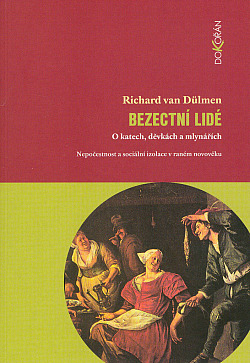 DOKOŘÁN
Richard van Dülmen
BEZECTNÍ LIDÉ
O katech, děvkách a mlynářích
Nepočestnost a sociální izolace v raném novověku